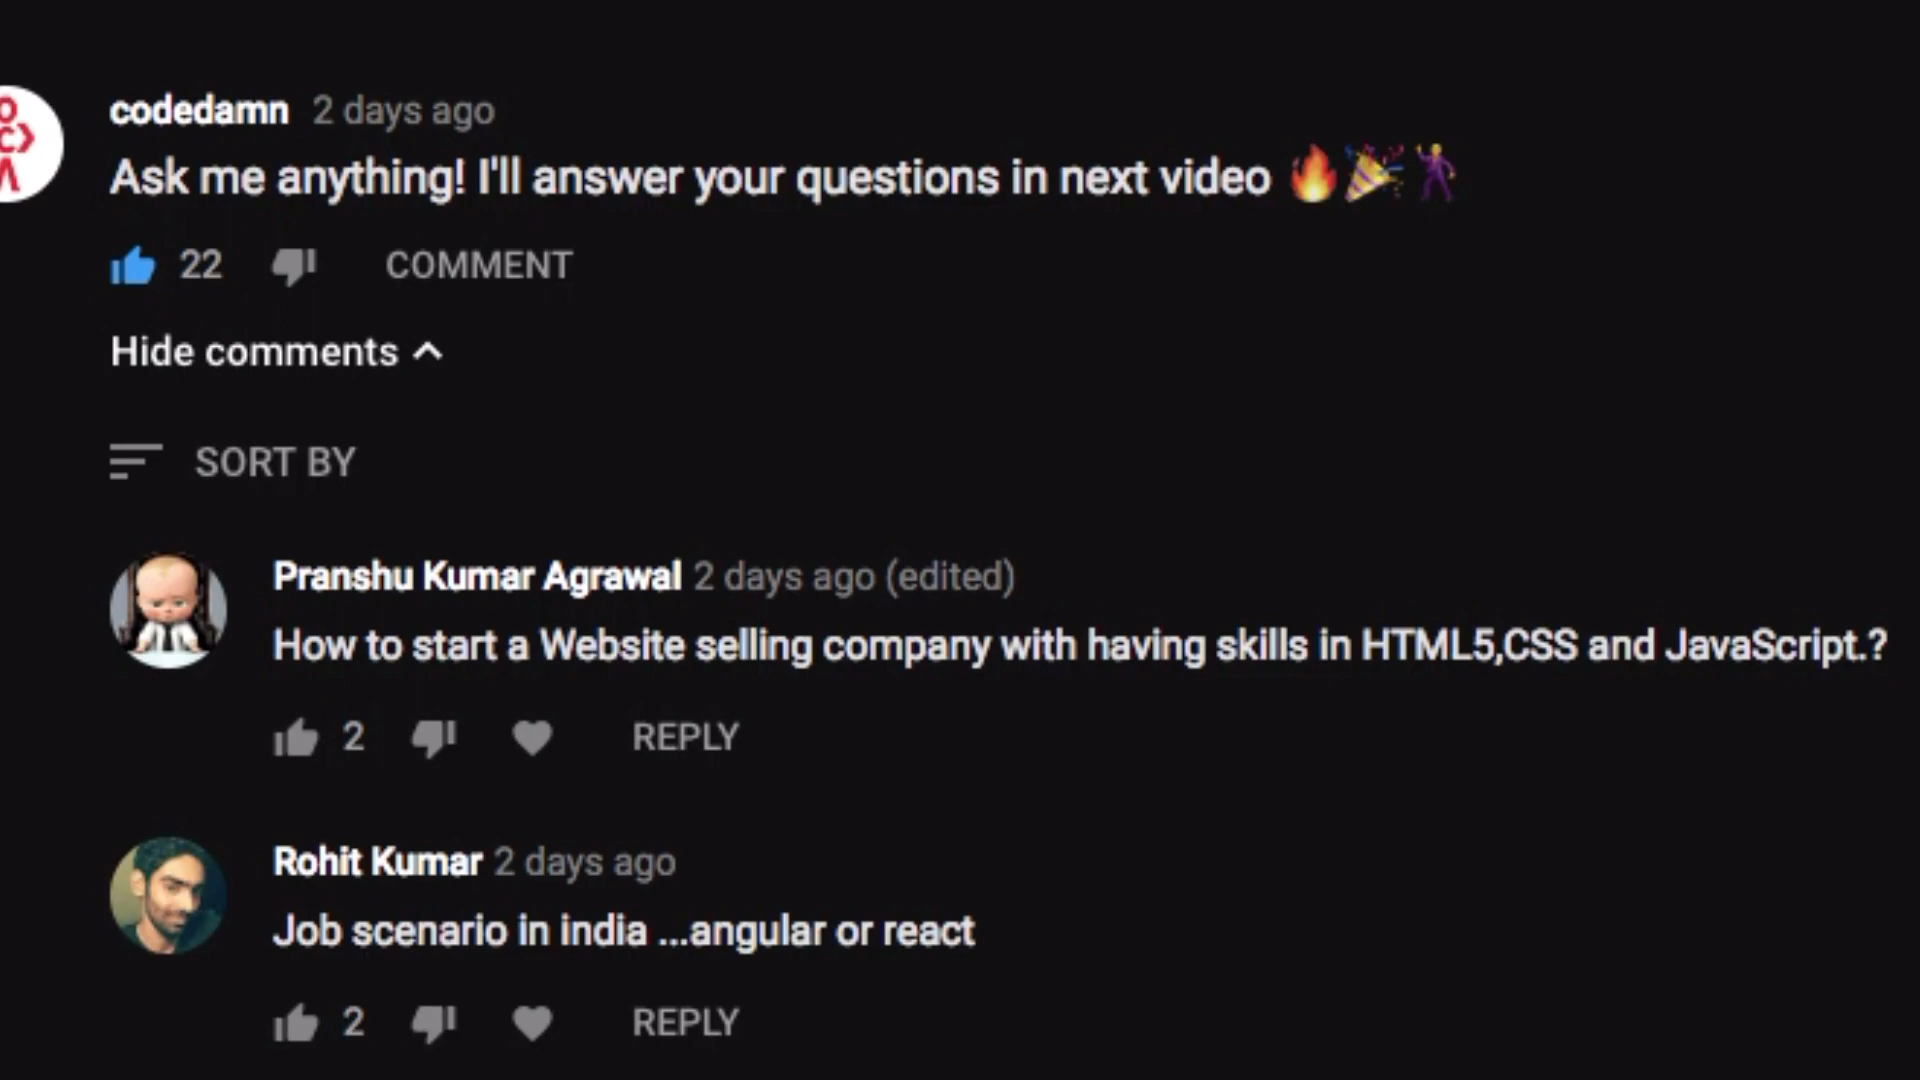 codedamn 2 days ago
Ask me anything! I'll answer your questions in next video 🔥🎉🕺
22 COMMENT
Hide comments
SORT BY
Pranshu Kumar Agrawal 2 days ago (edited)
How to start a Website selling company with having skills in HTML5,CSS and JavaScript.?
2 REPLY
Rohit Kumar 2 days ago
Job scenario in india ...angular or react
2 REPLY